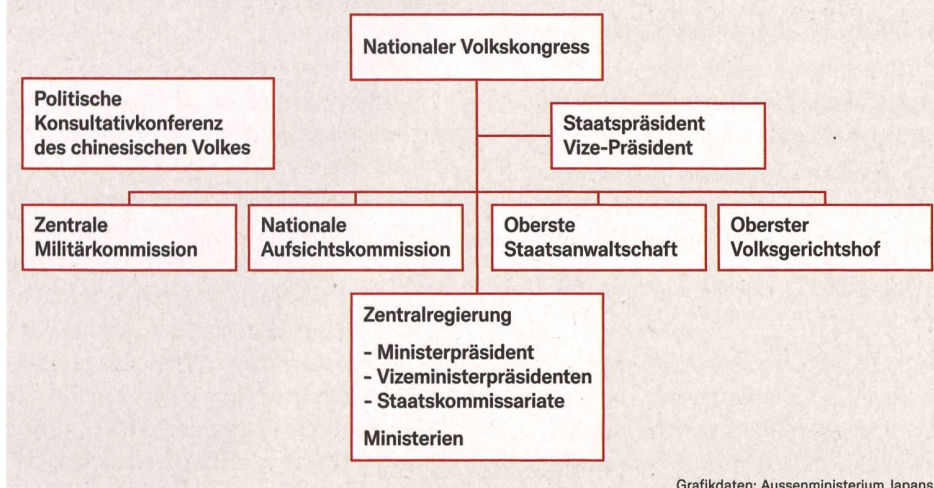 Nationaler Volkskongress
Politische
Konsultativkonferenz
des chinesischen Volkes
Staatspräsident
Vize-Präsident
Zentrale
Militärkommission
Nationale
Aufsichtskommission
Oberste
Staatsanwaltschaft
Oberster
Volksgerichtshof
Zentralregierung
- Ministerpräsident
- Vizeministerpräsidenten
- Staatskommissariate
Ministerien
Grafikdaten: Aussenministerium Japans